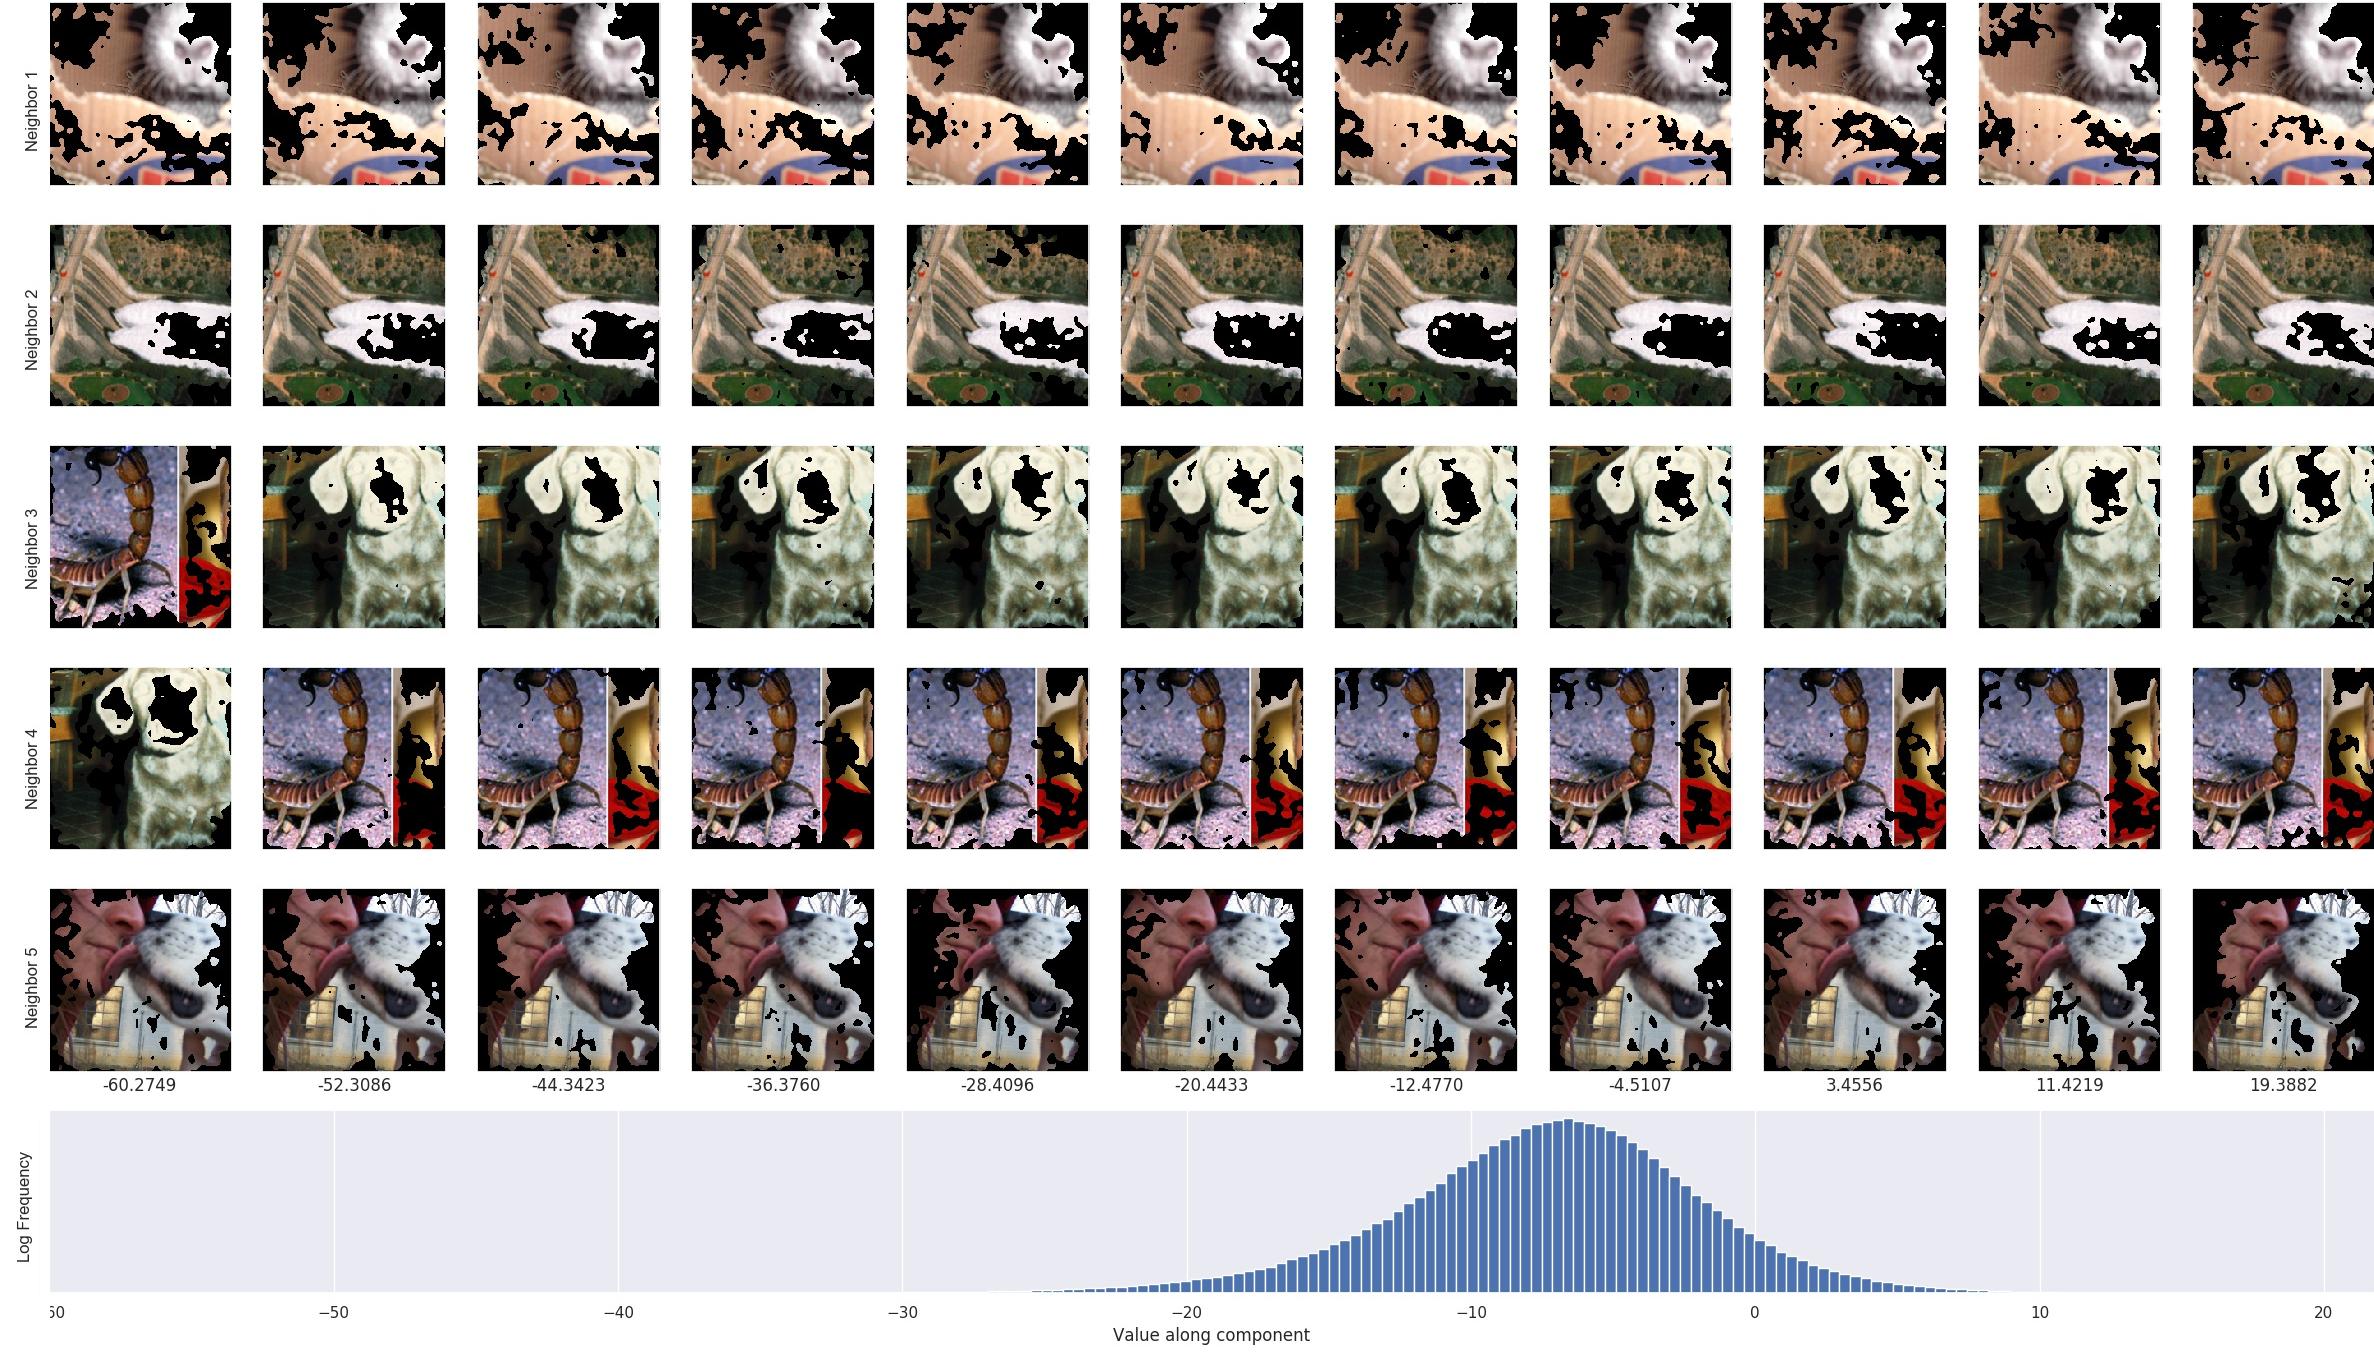 Neighbor 1
Neighbor 2
Neighbor 3
Neighbor 4
Neighbor 5
-60.2749 -52.3086 -44.3423 -36.3760 -28.4096 -20.4433 -12.4770 -4.5107 3.4556 11.4219 19.3882
Log Frequency
50 −50 −40 −30 −20 −10 0 10 20
Value along component